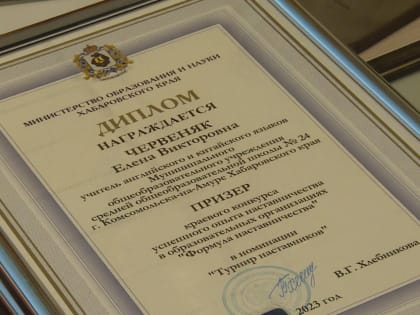 МИНИСТЕРСТВО ОБРАЗОВАНИЯ И НАУКИ
ХАБАРОВСКОГО КРАЯ
ДИПЛОМ
НАГРАЖДАЕТСЯ
ЧЕРВЕНЯК
Елена Викторовна
учитель английского и китайского языков
Муниципального
общеобразовательного учреждения
средней общеобразовательной школы № 24
г. Комсомольска-на-Амуре Хабаровского края
ПРИЗЕР
краевого конкурса
успешного опыта наставничества
в образовательных организациях
"Формула наставничества"
в номинации
"Турнир наставников"
В.Г. Хлебникова
2023 год